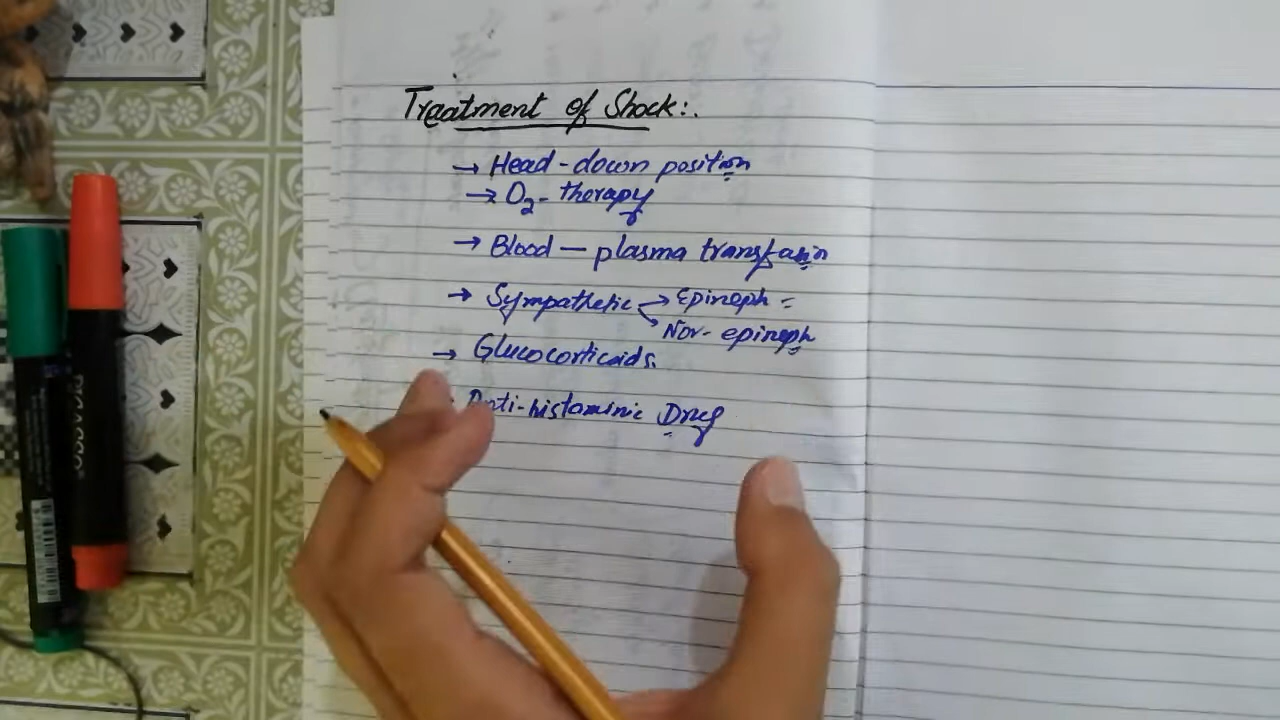 Treatment of Shock:.
→ Head-down position
→ O₂- therapy
→ Blood — plasma transfusion
→ Sympathetic → Epineph =
→ Nor- epineph
→ Glucocorticoids.
Anti-histaminic Drug